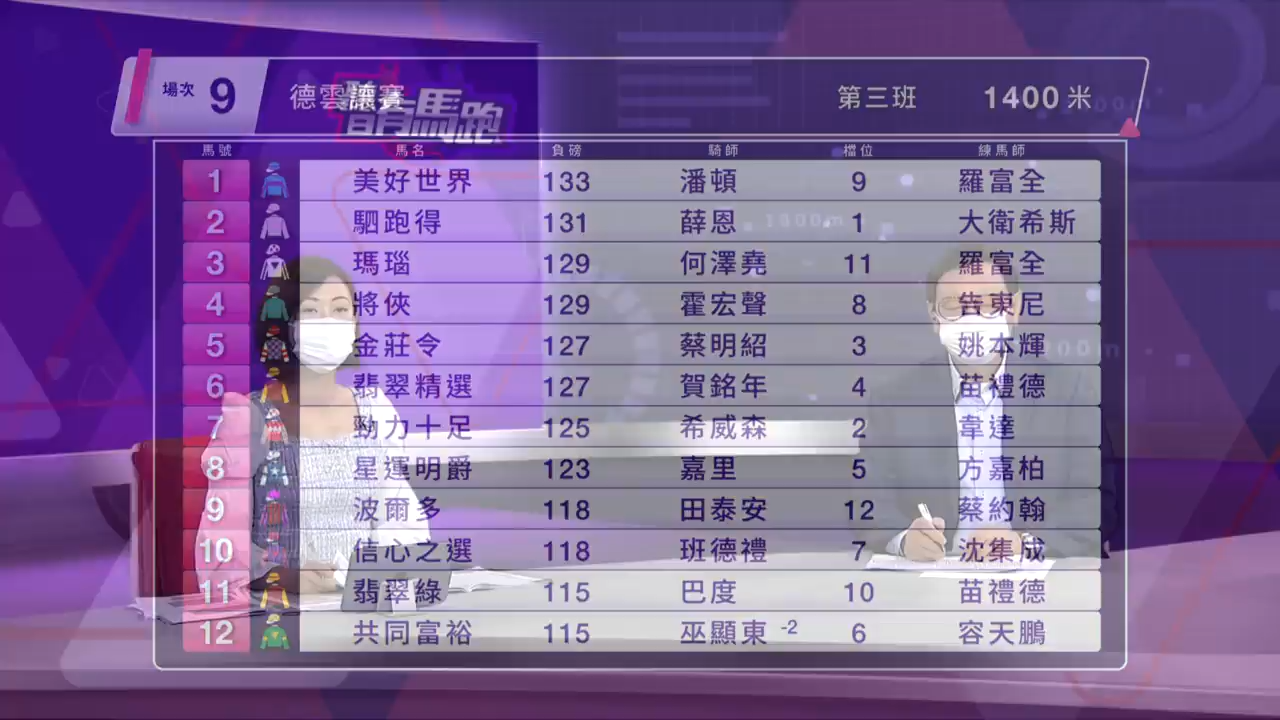 場次 9 德雲讓賽 第三班 1400 米
有馬跑
馬號 馬名 負磅 騎師 檔位 練馬師
1 美好世界 133 潘頓 9 羅富全
2 駟跑得 131 薛恩 1 大衛希斯
3 瑪瑙 129 何澤堯 11 羅富全
4 將俠 129 霍宏聲 8 告東尼
5 金莊令 127 蔡明紹 3 姚本輝
6 翡翠精選 127 賀銘年 4 苗禮德
7 勁力十足 125 希威森 2 韋達
8 星運明爵 123 嘉里 5 方嘉柏
9 波爾多 118 田泰安 12 蔡約翰
10 信心之選 118 班德禮 7 沈集成
11 翡翠綠 115 巴度 10 苗禮德
12 共同富裕 115 巫顯東 -2 6 容天鵬